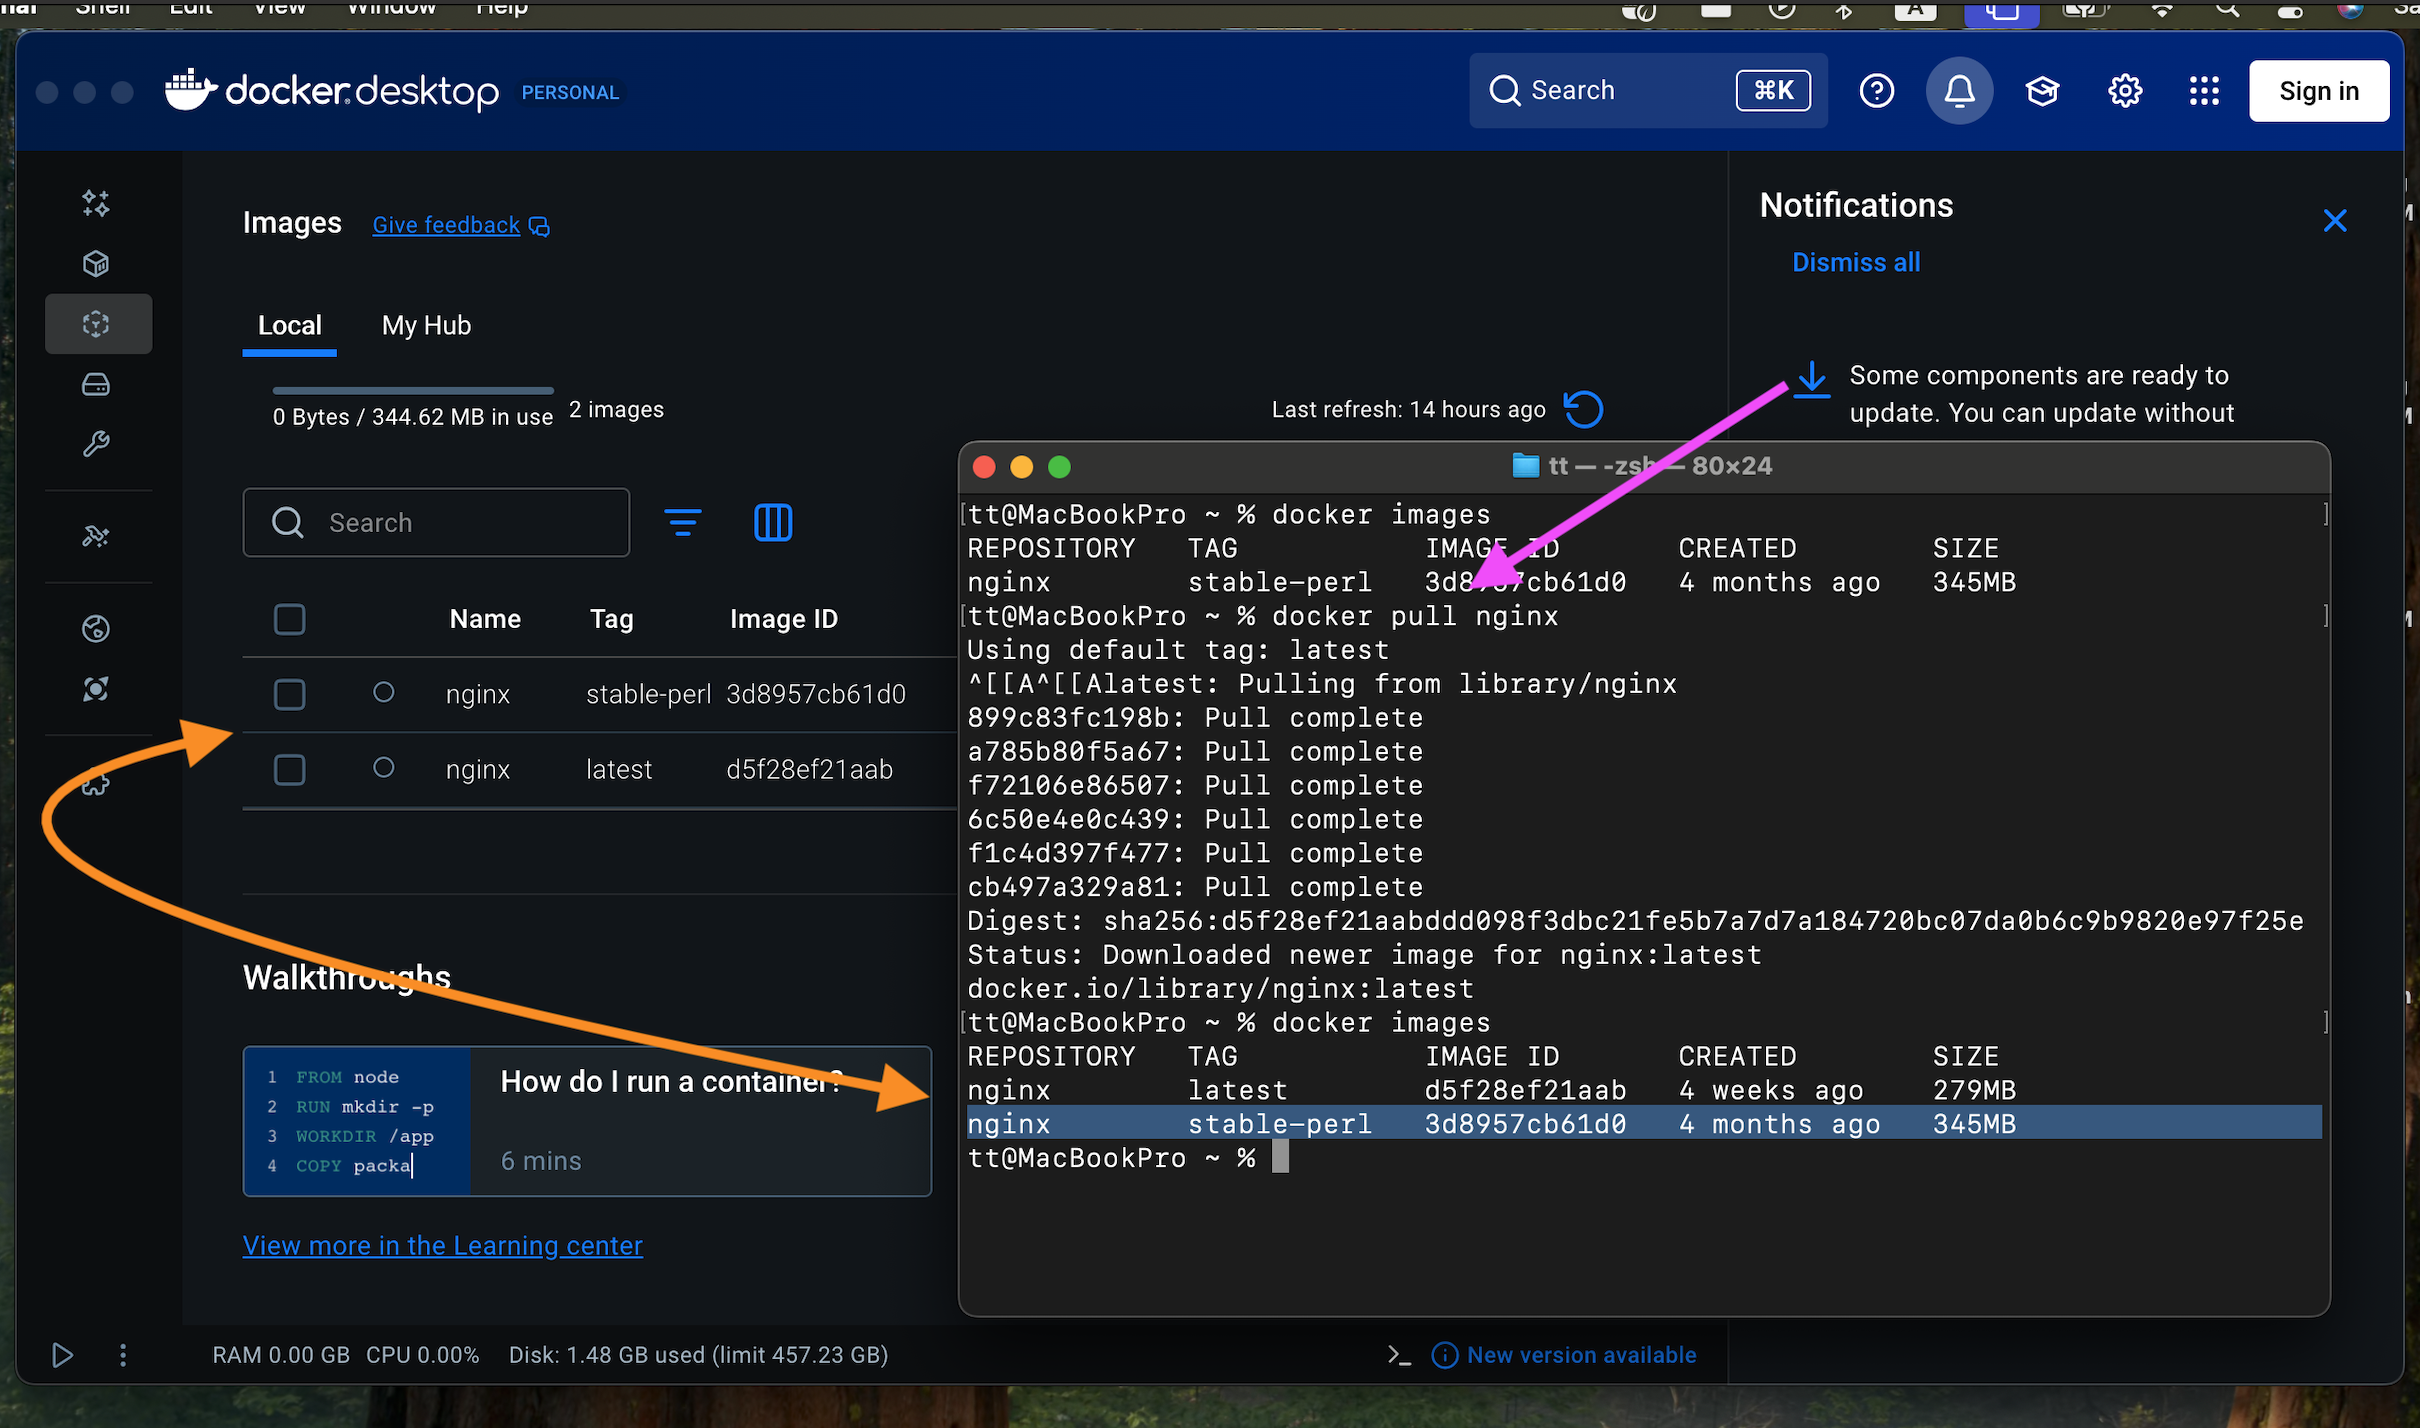 Shell Edit View Window Help
docker desktop PERSONAL
Search ⌘K
Sign in
Images Give feedback
Local My Hub
0 Bytes / 344.62 MB in use 2 images
Last refresh: 14 hours ago
Search
Name Tag Image ID
nginx stable-perl 3d8957cb61d0
nginx latest d5f28ef21aab
Walkthroughs
1 FROM node
2 RUN mkdir -p
3 WORKDIR /app
4 COPY packa
How do I run a container?
6 mins
View more in the Learning center
RAM 0.00 GB CPU 0.00% Disk: 1.48 GB used (limit 457.23 GB)
New version available
Notifications
Dismiss all
Some components are ready to
update. You can update without
tt — -zsh — 80×24
tt@MacBookPro ~ % docker images
REPOSITORY TAG IMAGE ID CREATED SIZE
nginx stable-perl 3d8957cb61d0 4 months ago 345MB
tt@MacBookPro ~ % docker pull nginx
Using default tag: latest
^[[A^[[Alatest: Pulling from library/nginx
899c83fc198b: Pull complete
a785b80f5a67: Pull complete
f72106e86507: Pull complete
6c50e4e0c439: Pull complete
f1c4d397f477: Pull complete
cb497a329a81: Pull complete
Digest: sha256:d5f28ef21aabddd098f3dbc21fe5b7a7d7a184720bc07da0b6c9b9820e97f25e
Status: Downloaded newer image for nginx:latest
docker.io/library/nginx:latest
tt@MacBookPro ~ % docker images
REPOSITORY TAG IMAGE ID CREATED SIZE
nginx latest d5f28ef21aab 4 weeks ago 279MB
nginx stable-perl 3d8957cb61d0 4 months ago 345MB
tt@MacBookPro ~ %